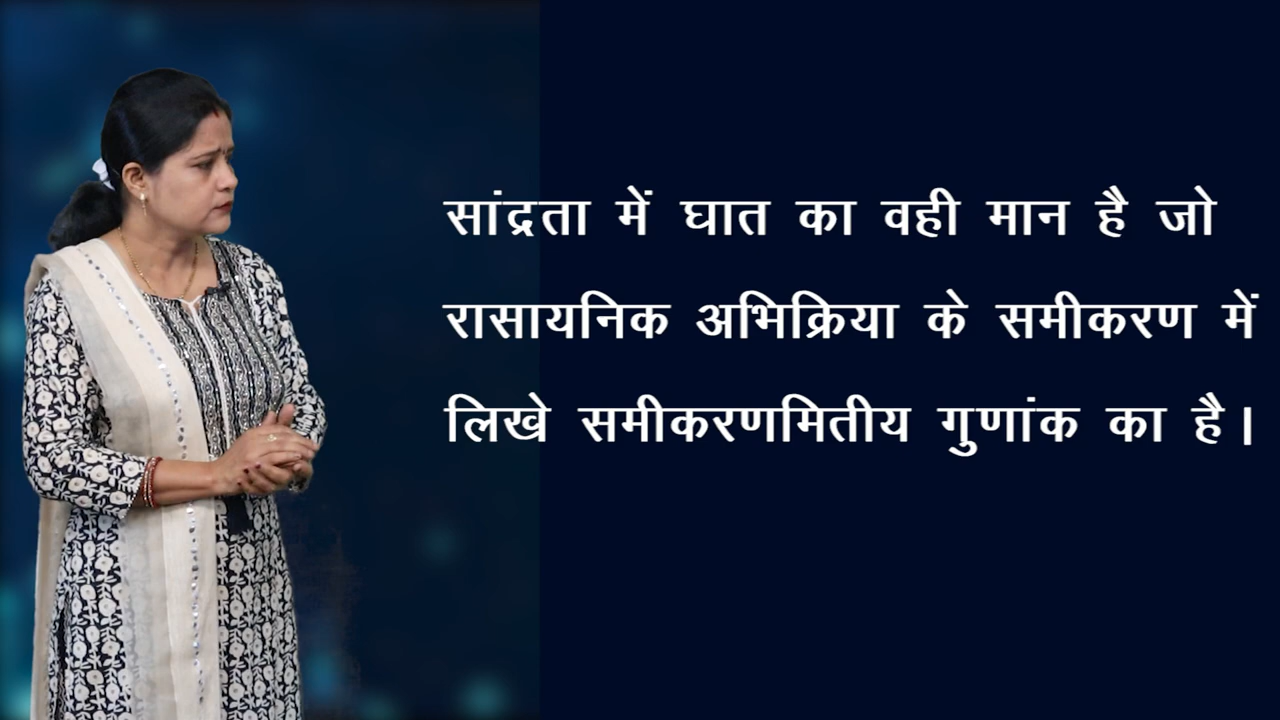 सांद्रता में घात का वही मान है जो
रासायनिक अभिक्रिया के समीकरण में
लिखे समीकरणमितीय गुणांक का है।